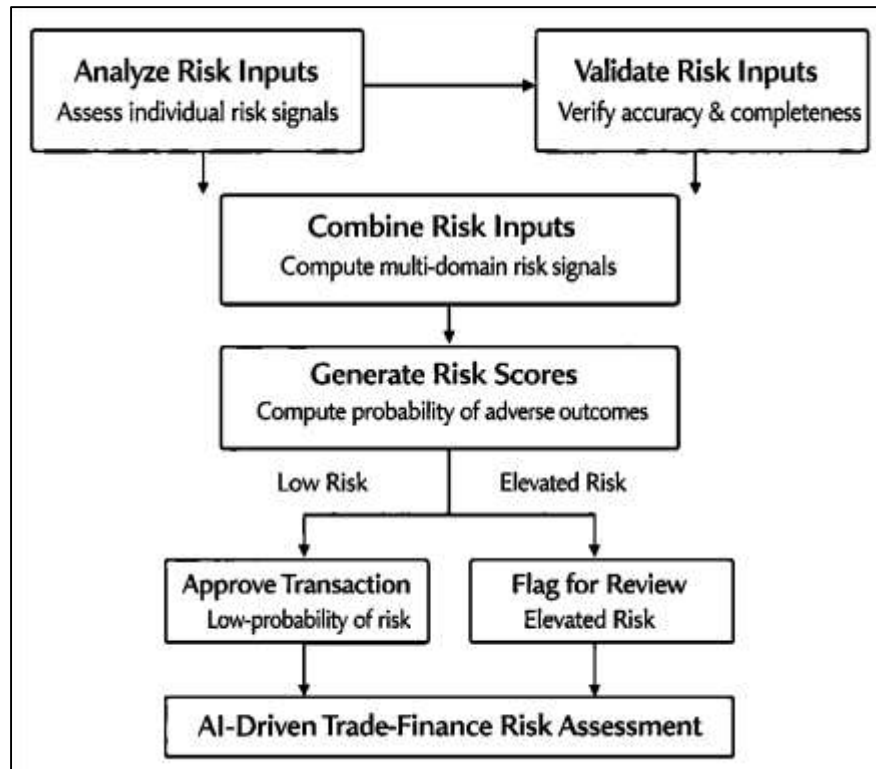 Analyze Risk Inputs
Assess individual risk signals
Validate Risk Inputs
Verify accuracy & completeness
Combine Risk Inputs
Compute multi-domain risk signals
Generate Risk Scores
Compute probability of adverse outcomes
Low Risk
Elevated Risk
Approve Transaction
Low-probability of risk
Flag for Review
Elevated Risk
AI-Driven Trade-Finance Risk Assessment